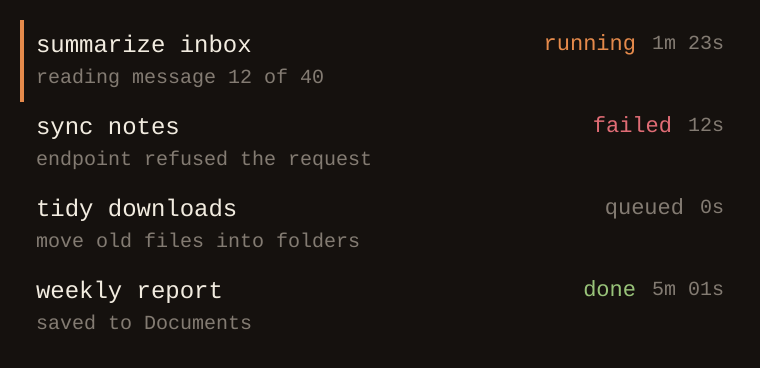 summarize inbox running 1m 23s
reading message 12 of 40
sync notes failed 12s
endpoint refused the request
tidy downloads queued 0s
move old files into folders
weekly report done 5m 01s
saved to Documents